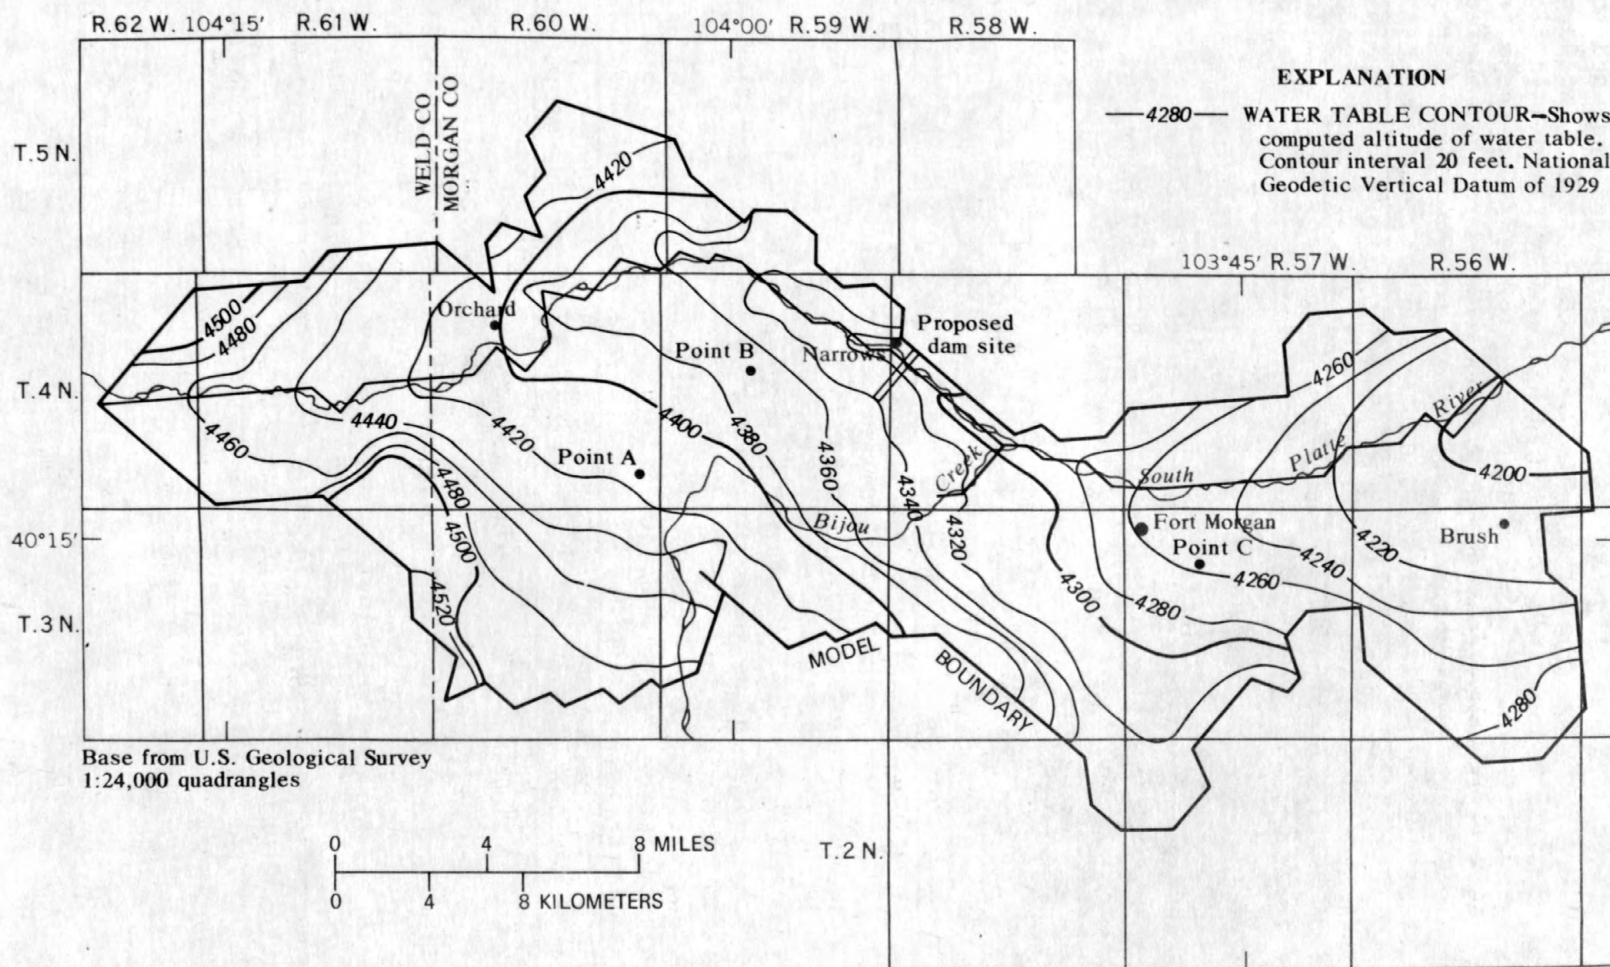 R.62 W. 104°15′ R.61 W. R.60 W. 104°00′ R.59 W. R.58 W.
EXPLANATION
—4280— WATER TABLE CONTOUR—Shows
computed altitude of water table.
Contour interval 20 feet. National
Geodetic Vertical Datum of 1929
WELD CO
MORGAN CO
T.5 N.
4420
103°45′ R.57 W. R.56 W.
4500
4480
Orchard
Proposed
dam site
Narrows
Point B
4260
River
Platte
T.4 N.
4460
4440
4420
4400
4380
4360
4340
4320
Creek
South
4200
Point A
4480
4500
4520
Bijou
Fort Morgan
Point C
Brush
40°15′
4300
4280
4260
4240
4220
T.3 N.
MODEL
BOUNDARY
4280
Base from U.S. Geological Survey
1:24,000 quadrangles
0 4 8 MILES
0 4 8 KILOMETERS
T.2 N.